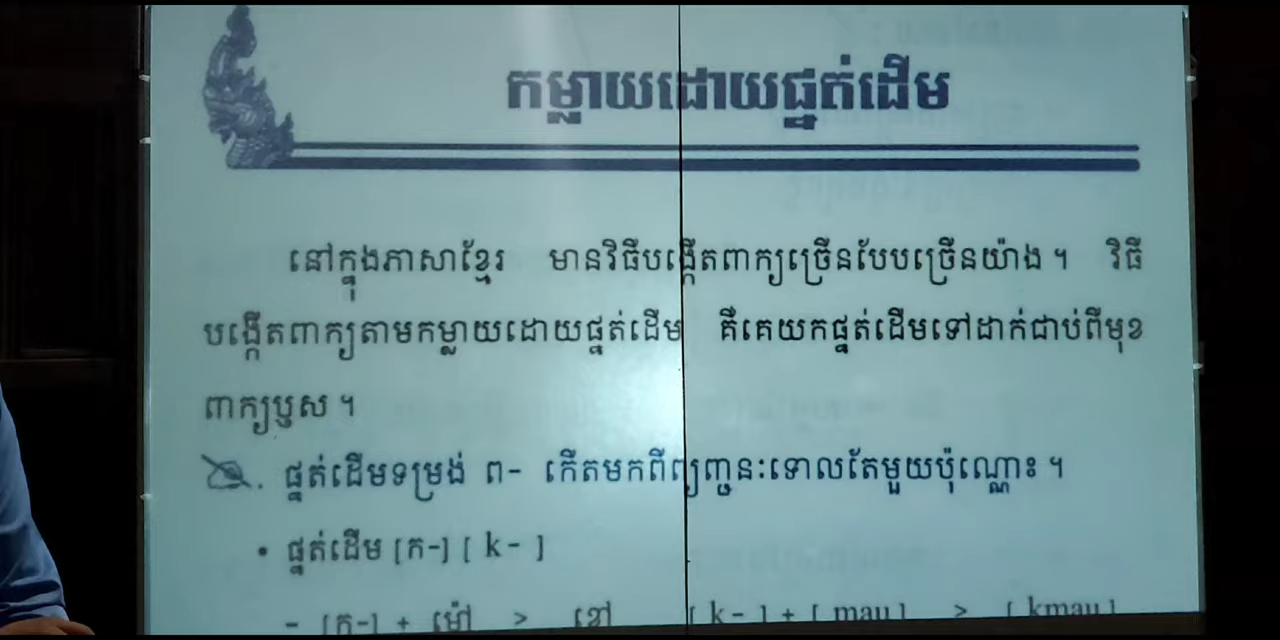 កម្លាយដោយផ្នត់ដើម
នៅក្នុងភាសាខ្មែរ មានវិធីបង្កើតពាក្យច្រើនបែបច្រើនយ៉ាង ។ វិធី
បង្កើតពាក្យតាមកម្លាយដោយផ្នត់ដើម គឺគេយកផ្នត់ដើមទៅដាក់ជាប់ពីមុខ
ពាក្យឫស ។
ផ្នត់ដើមទម្រង់ ព- កើតមកពីព្យញ្ជនៈទោលតែមួយប៉ុណ្ណោះ ។
• ផ្នត់ដើម [ក-] [ k- ]
- [ក-] + ម៉ៅ > ខៅ [ k- ] + [ mau ] > [ kmau ]